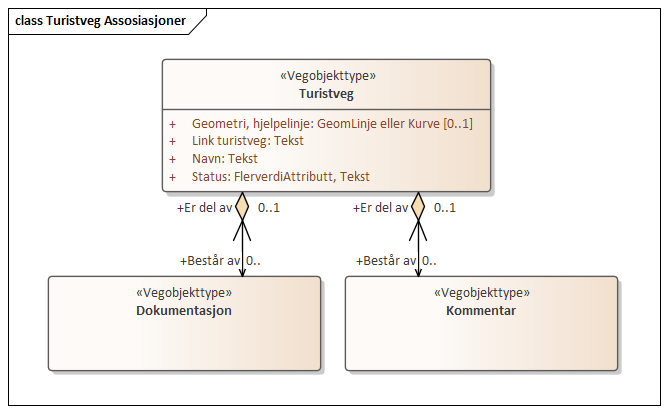 class Turistveg Assosiasjoner
«Vegobjekttype»
Turistveg
+ Geometri, hjelpelinje: GeomLinje eller Kurve [0..1]
+ Link turistveg: Tekst
+ Navn: Tekst
+ Status: FlerverdiAttributt, Tekst
+Er del av 0..1 +Er del av 0..1
+Består av 0.. +Består av 0..
«Vegobjekttype» «Vegobjekttype»
Dokumentasjon Kommentar